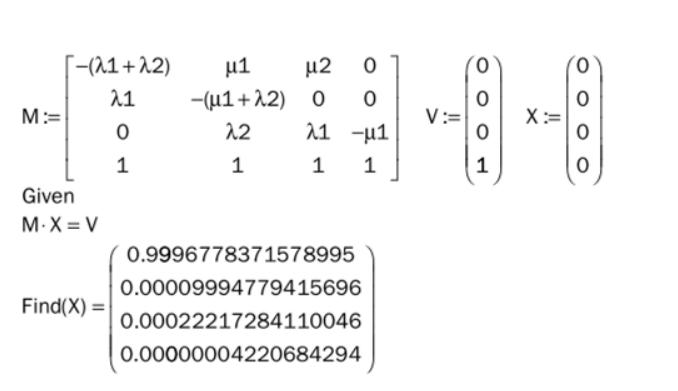 M:= [ -(λ1+λ2) μ1 μ2 0
λ1 -(μ1+λ2) 0 0
0 λ2 λ1 -μ1
1 1 1 1 ] V:= (0 0 0 1) X:= (0 0 0 0)
Given
M·X = V
Find(X) = ( 0.9996778371578995
0.00009994779415696
0.00022217284110046
0.00000004220684294 )